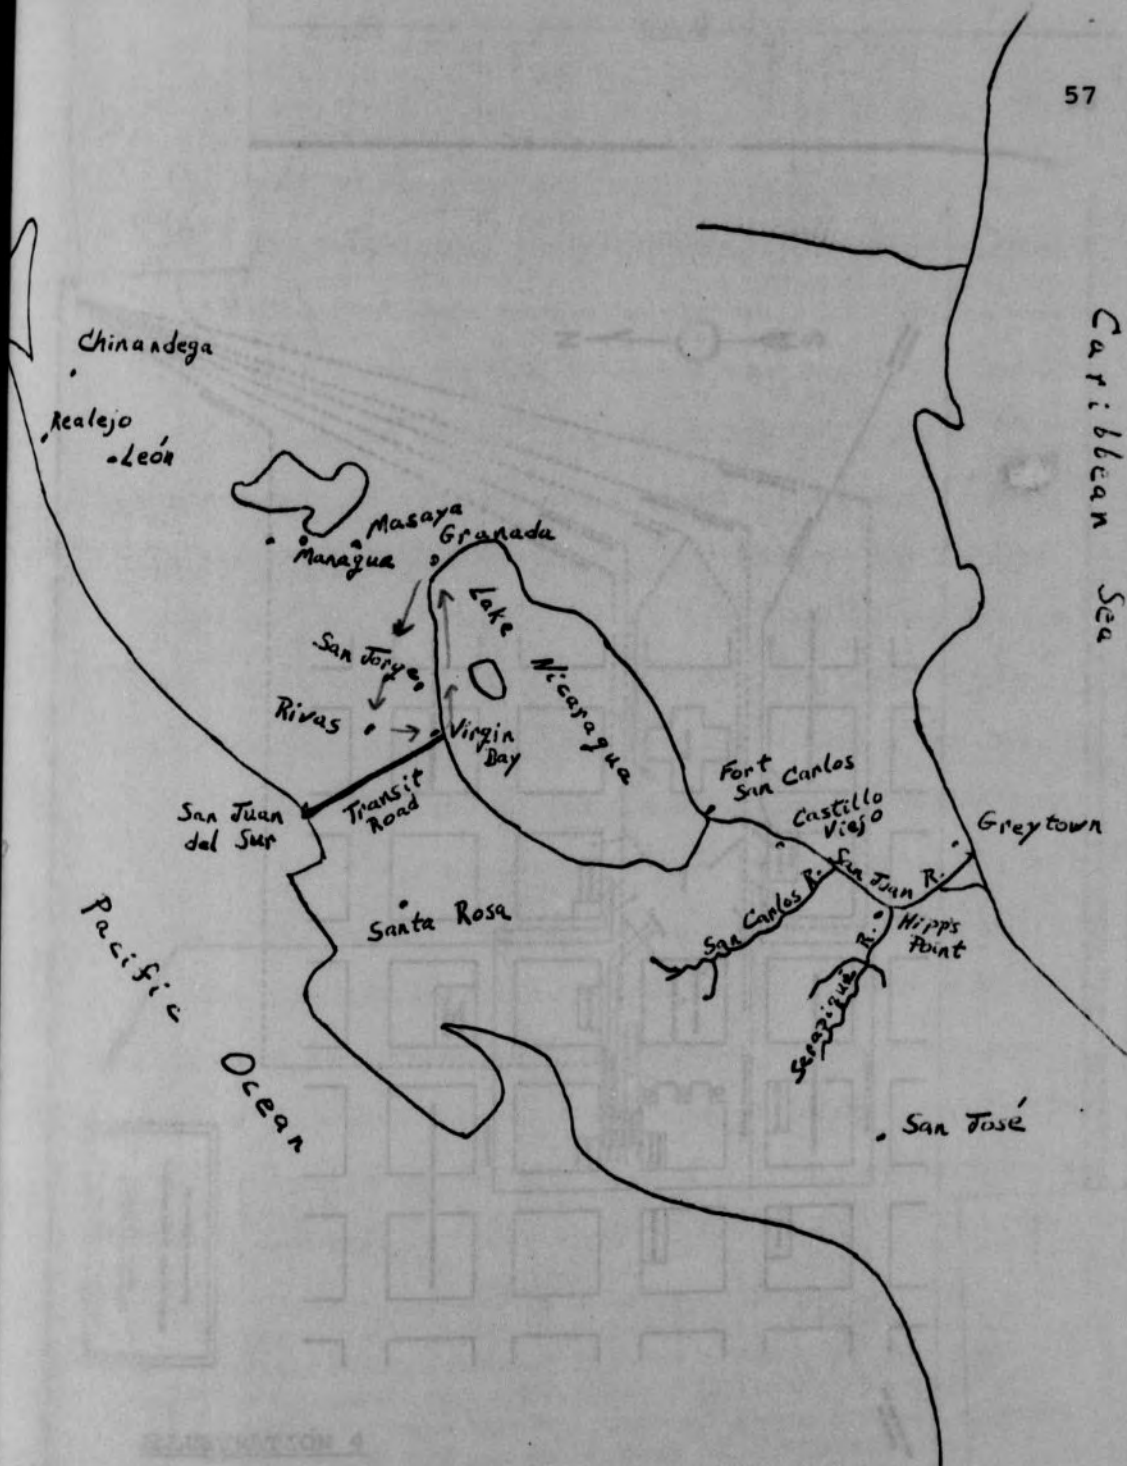 57
Caribbean Sea
Chinandega
Realejo
León
Masaya
Granada
Managua
Lake Nicaragua
San Jorge
Rivas
Virgin
Bay
Transit
Road
San Juan
del Sur
Fort
San Carlos
Castillo
Viejo
Greytown
San Juan R.
San Carlos R.
Hipp's
Point
Serapiqui R.
Santa Rosa
Pacific Ocean
San José